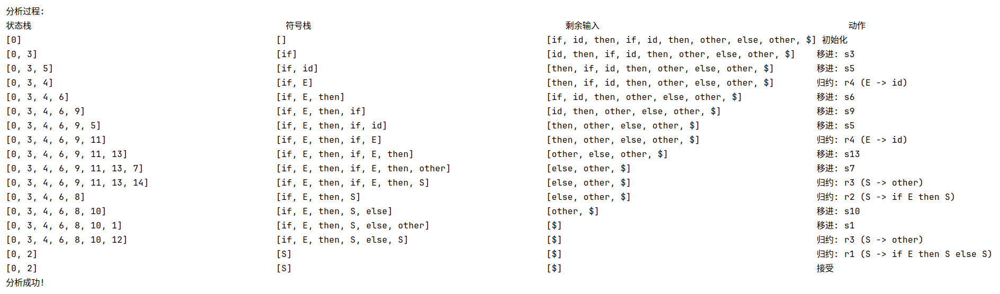 分析过程:
状态栈 符号栈 剩余输入 动作
[0] [] [if, id, then, if, id, then, other, else, other, $] 初始化
[0, 3] [if] [id, then, if, id, then, other, else, other, $] 移进: s3
[0, 3, 5] [if, id] [then, if, id, then, other, else, other, $] 移进: s5
[0, 3, 4] [if, E] [then, if, id, then, other, else, other, $] 归约: r4 (E -> id)
[0, 3, 4, 6] [if, E, then] [if, id, then, other, else, other, $] 移进: s6
[0, 3, 4, 6, 9] [if, E, then, if] [id, then, other, else, other, $] 移进: s9
[0, 3, 4, 6, 9, 5] [if, E, then, if, id] [then, other, else, other, $] 移进: s5
[0, 3, 4, 6, 9, 11] [if, E, then, if, E] [then, other, else, other, $] 归约: r4 (E -> id)
[0, 3, 4, 6, 9, 11, 13] [if, E, then, if, E, then] [other, else, other, $] 移进: s13
[0, 3, 4, 6, 9, 11, 13, 7] [if, E, then, if, E, then, other] [else, other, $] 移进: s7
[0, 3, 4, 6, 9, 11, 13, 14] [if, E, then, if, E, then, S] [else, other, $] 归约: r3 (S -> other)
[0, 3, 4, 6, 8] [if, E, then, S] [else, other, $] 归约: r2 (S -> if E then S)
[0, 3, 4, 6, 8, 10] [if, E, then, S, else] [other, $] 移进: s10
[0, 3, 4, 6, 8, 10, 1] [if, E, then, S, else, other] [$] 移进: s1
[0, 3, 4, 6, 8, 10, 12] [if, E, then, S, else, S] [$] 归约: r3 (S -> other)
[0, 2] [S] [$] 归约: r1 (S -> if E then S else S)
[0, 2] [S] [$] 接受
分析成功!